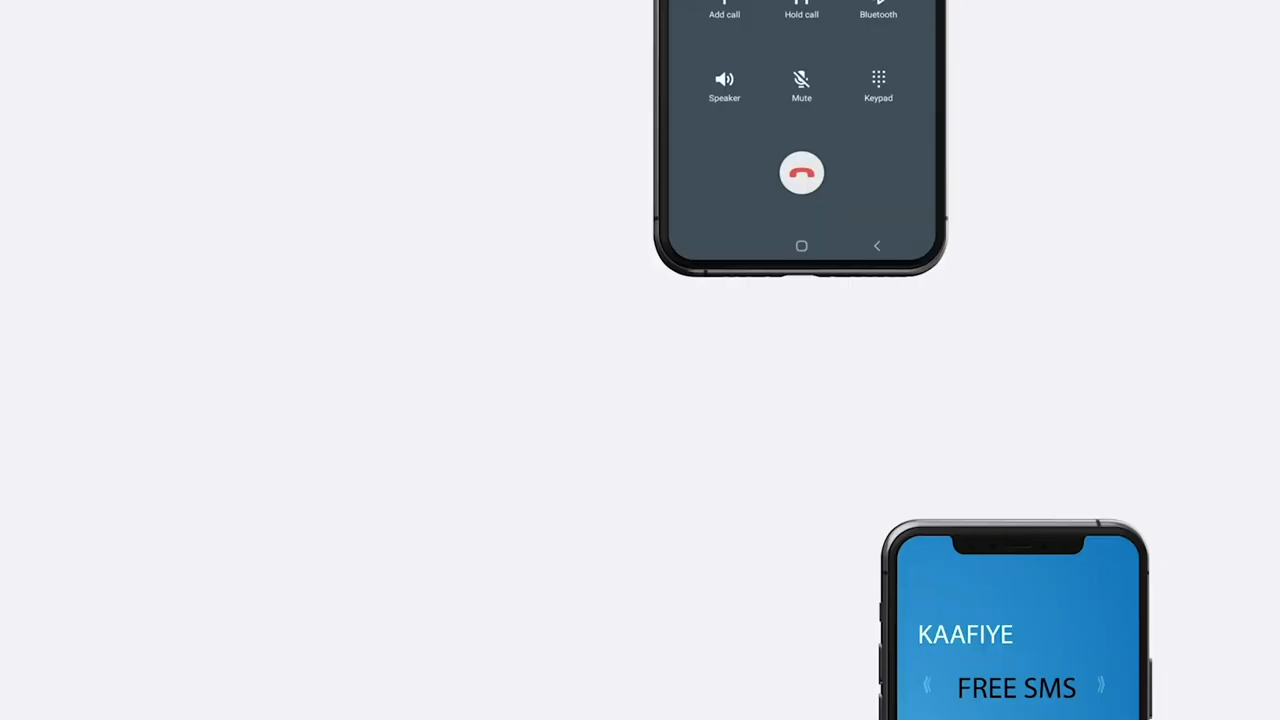 Add call Hold call Bluetooth
Speaker Mute Keypad
KAAFIYE
FREE SMS